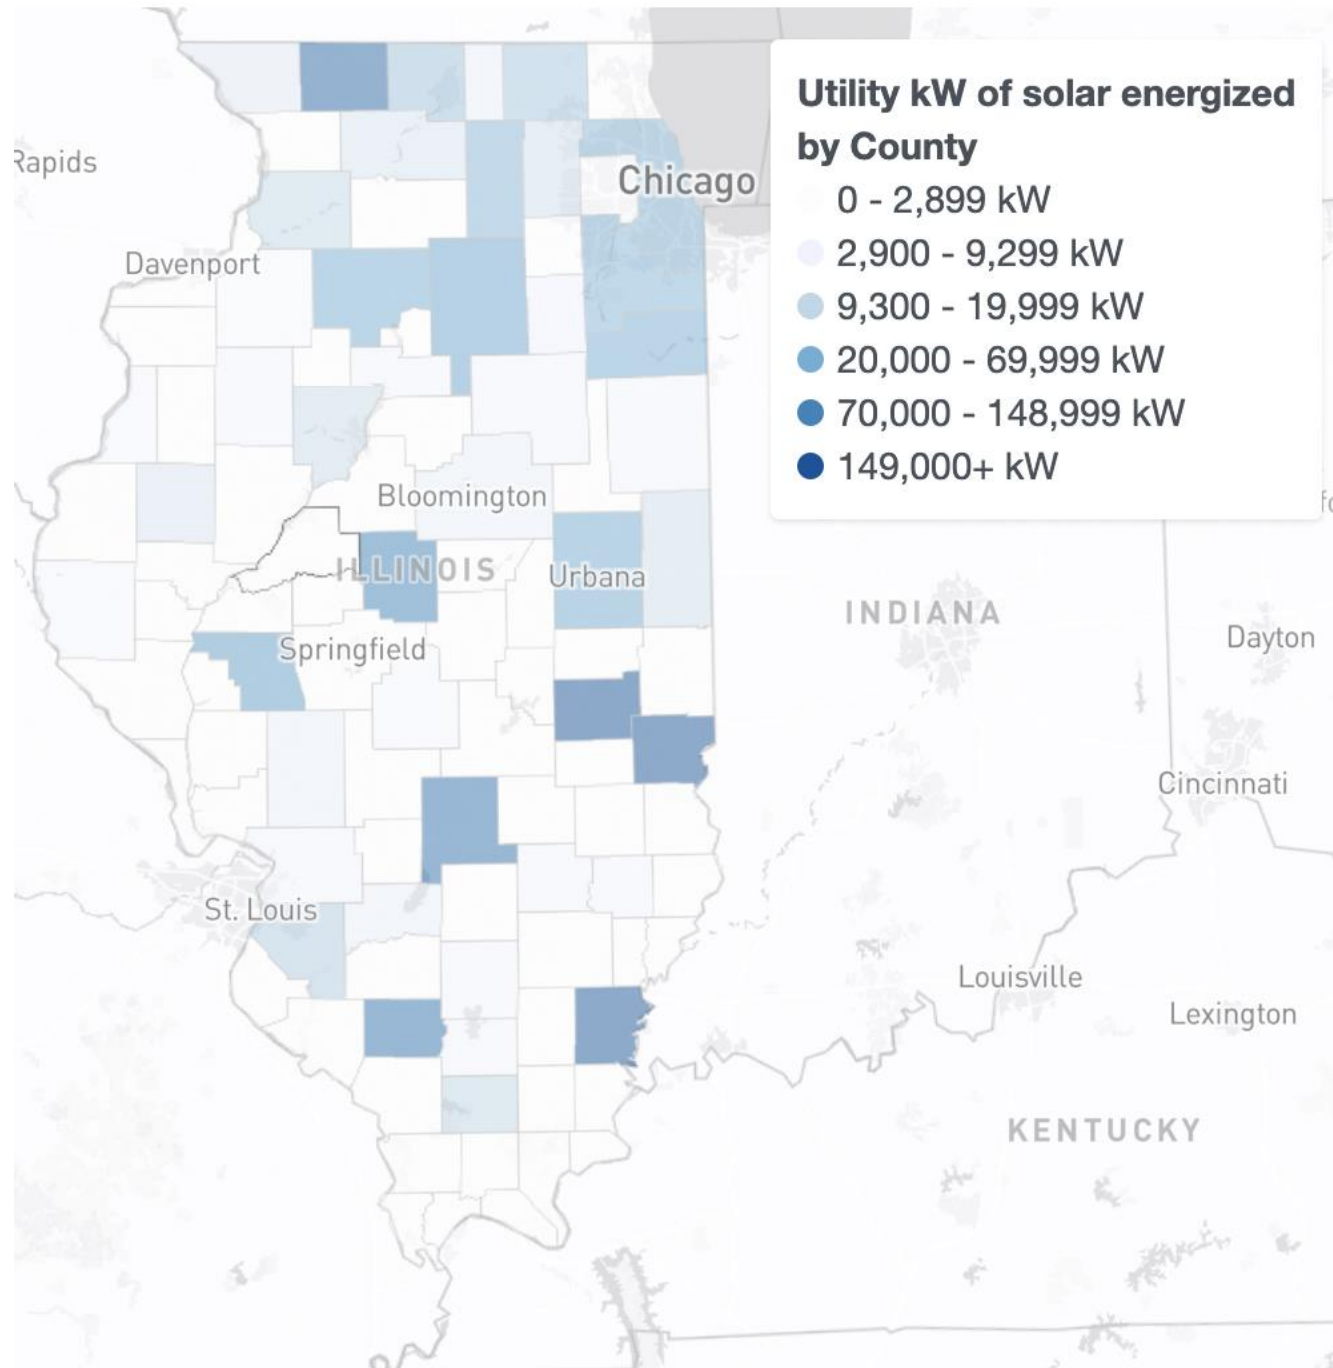 Utility kW of solar energized
by County
0 - 2,899 kW
2,900 - 9,299 kW
9,300 - 19,999 kW
20,000 - 69,999 kW
70,000 - 148,999 kW
149,000+ kW
Rapids
Chicago
Davenport
Bloomington
ILLINOIS
Urbana
INDIANA
Springfield
Dayton
Cincinnati
St. Louis
Louisville
Lexington
KENTUCKY